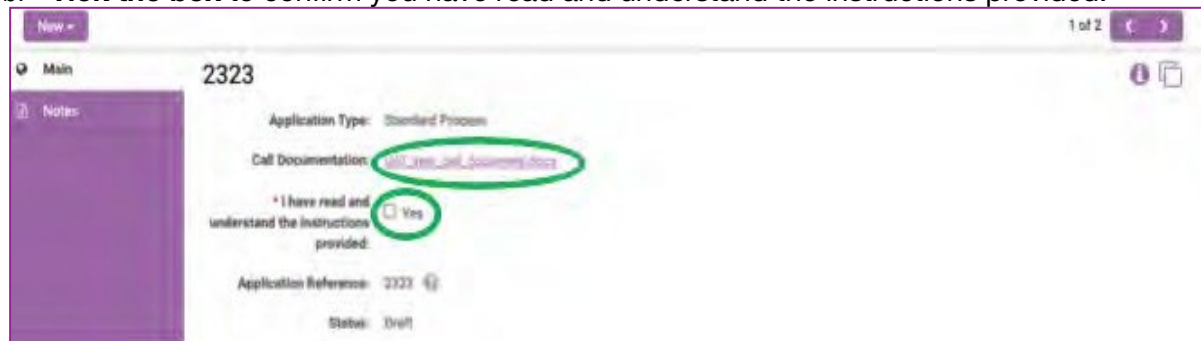 b. Tick the box to confirm you have read and understand the instructions provided.
New
1 of 2
Main
2323
Notes
Application Type: Standard Process
Call Documentation:
* I have read and understand the instructions provided:
Yes
Application Reference: 2323
Status: Draft